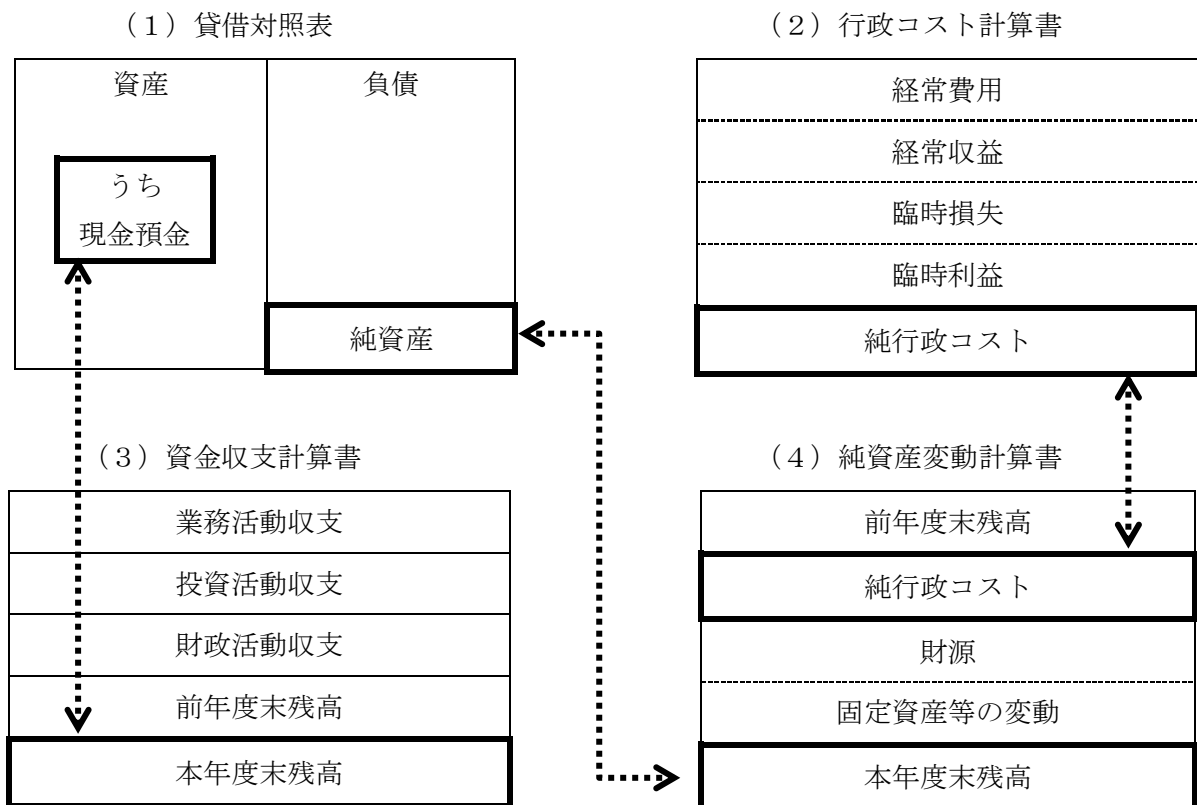 （１）貸借対照表
資産
負債
うち
現金預金
純資産
（２）行政コスト計算書
経常費用
経常収益
臨時損失
臨時利益
純行政コスト
（３）資金収支計算書
業務活動収支
投資活動収支
財政活動収支
前年度末残高
本年度末残高
（４）純資産変動計算書
前年度末残高
純行政コスト
財源
固定資産等の変動
本年度末残高